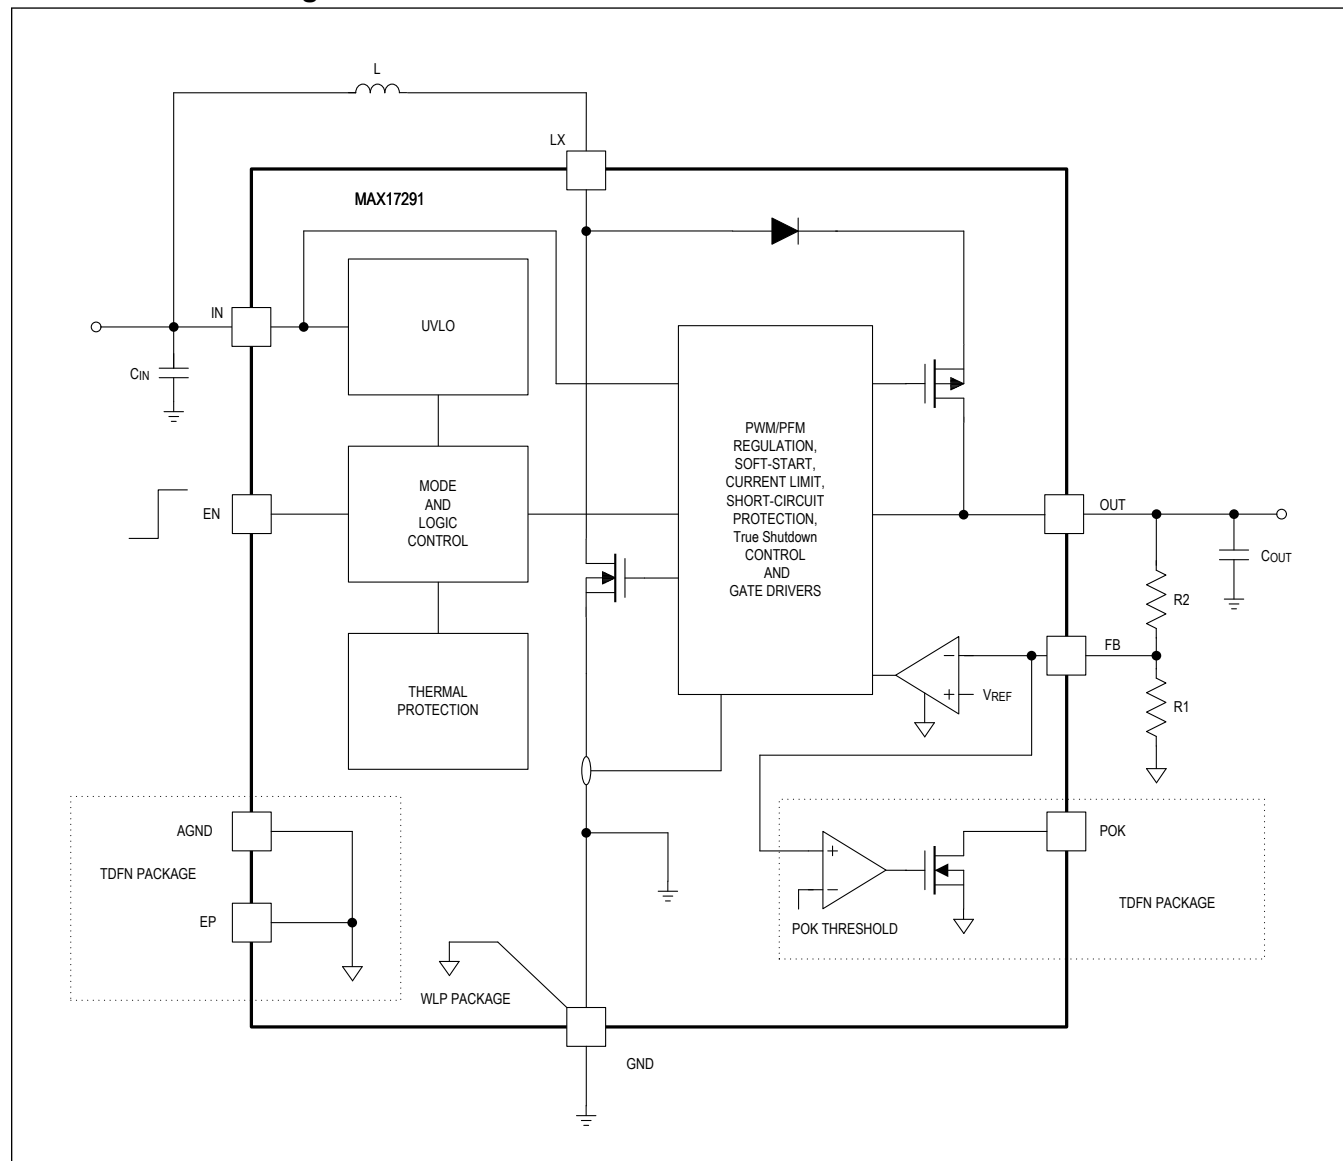 L
LX
MAX17291
IN
UVLO
CIN
PWM/PFM
REGULATION,
SOFT-START,
CURRENT LIMIT,
SHORT-CIRCUIT
PROTECTION,
True Shutdown
CONTROL
AND
GATE DRIVERS
MODE
AND
LOGIC
CONTROL
EN
OUT
COUT
R2
THERMAL
PROTECTION
FB
VREF
R1
AGND
TDFN PACKAGE
EP
POK
POK THRESHOLD
TDFN PACKAGE
WLP PACKAGE
GND